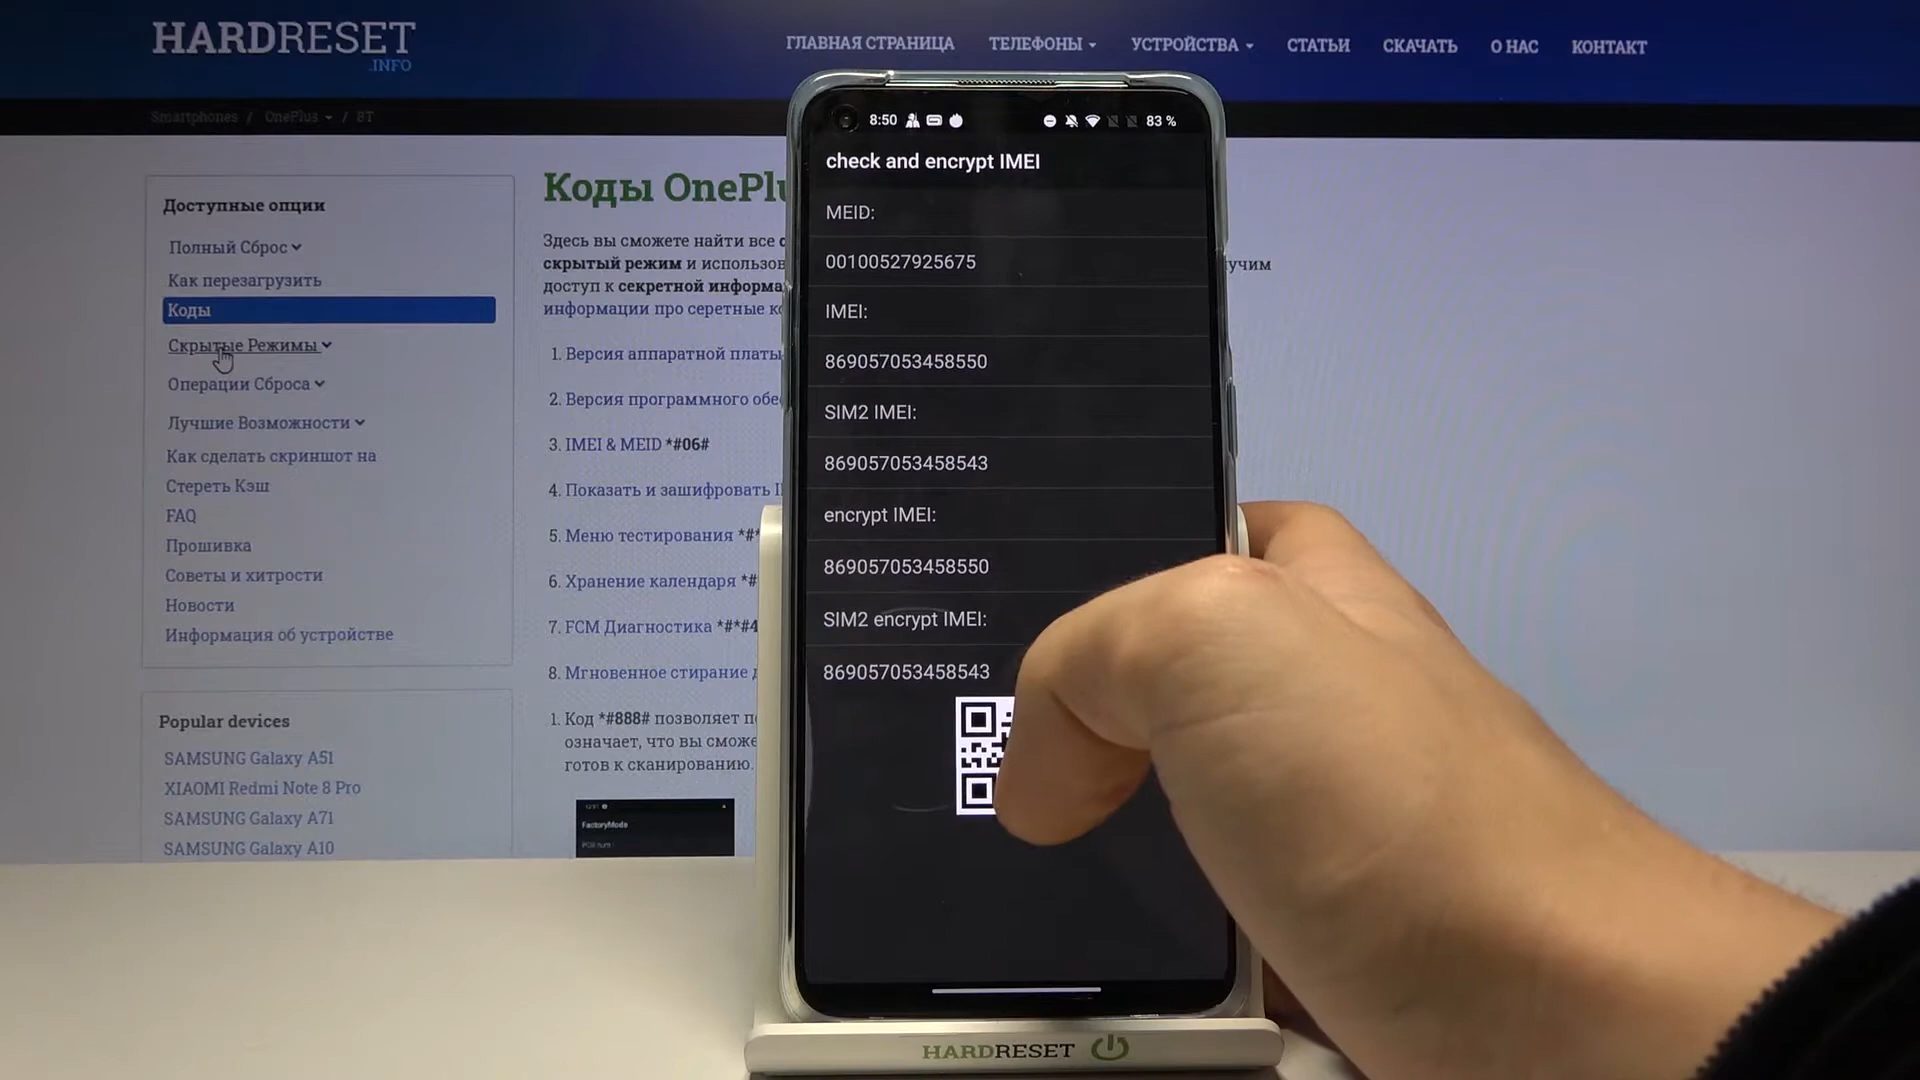 HARDRESET
.INFO
ГЛАВНАЯ СТРАНИЦА
ТЕЛЕФОНЫ
УСТРОЙСТВА
СТАТЬИ
СКАЧАТЬ
О НАС
КОНТАКТ
Smartphones / OnePlus / 8T
Доступные опции
Полный Сброс
Как перезагрузить
Коды
Скрытые Режимы
Операции Сброса
Лучшие Возможности
Как сделать скриншот на
Стереть Кэш
FAQ
Прошивка
Советы и хитрости
Новости
Информация об устройстве
Popular devices
SAMSUNG Galaxy A51
XIAOMI Redmi Note 8 Pro
SAMSUNG Galaxy A71
SAMSUNG Galaxy A10
Коды OnePlu
Здесь вы сможете найти все
скрытый режим и использов
доступ к секретной информа
информации про серетные
1. Версия аппаратной платы
2. Версия программного обе
3. IMEI & MEID *#06#
4. Показать и зашифровать
5. Меню тестирования *#*
6. Хранение календаря *#
7. FCM Диагностика *#*#4
8. Мгновенное стирание
1. Код *#888# позволяет
означает, что вы сможе
готов к сканированию.
FactoryMode
8:50
83 %
check and encrypt IMEI
MEID:
00100527925675
IMEI:
869057053458550
SIM2 IMEI:
869057053458543
encrypt IMEI:
869057053458550
SIM2 encrypt IMEI:
869057053458543
HARDRESET